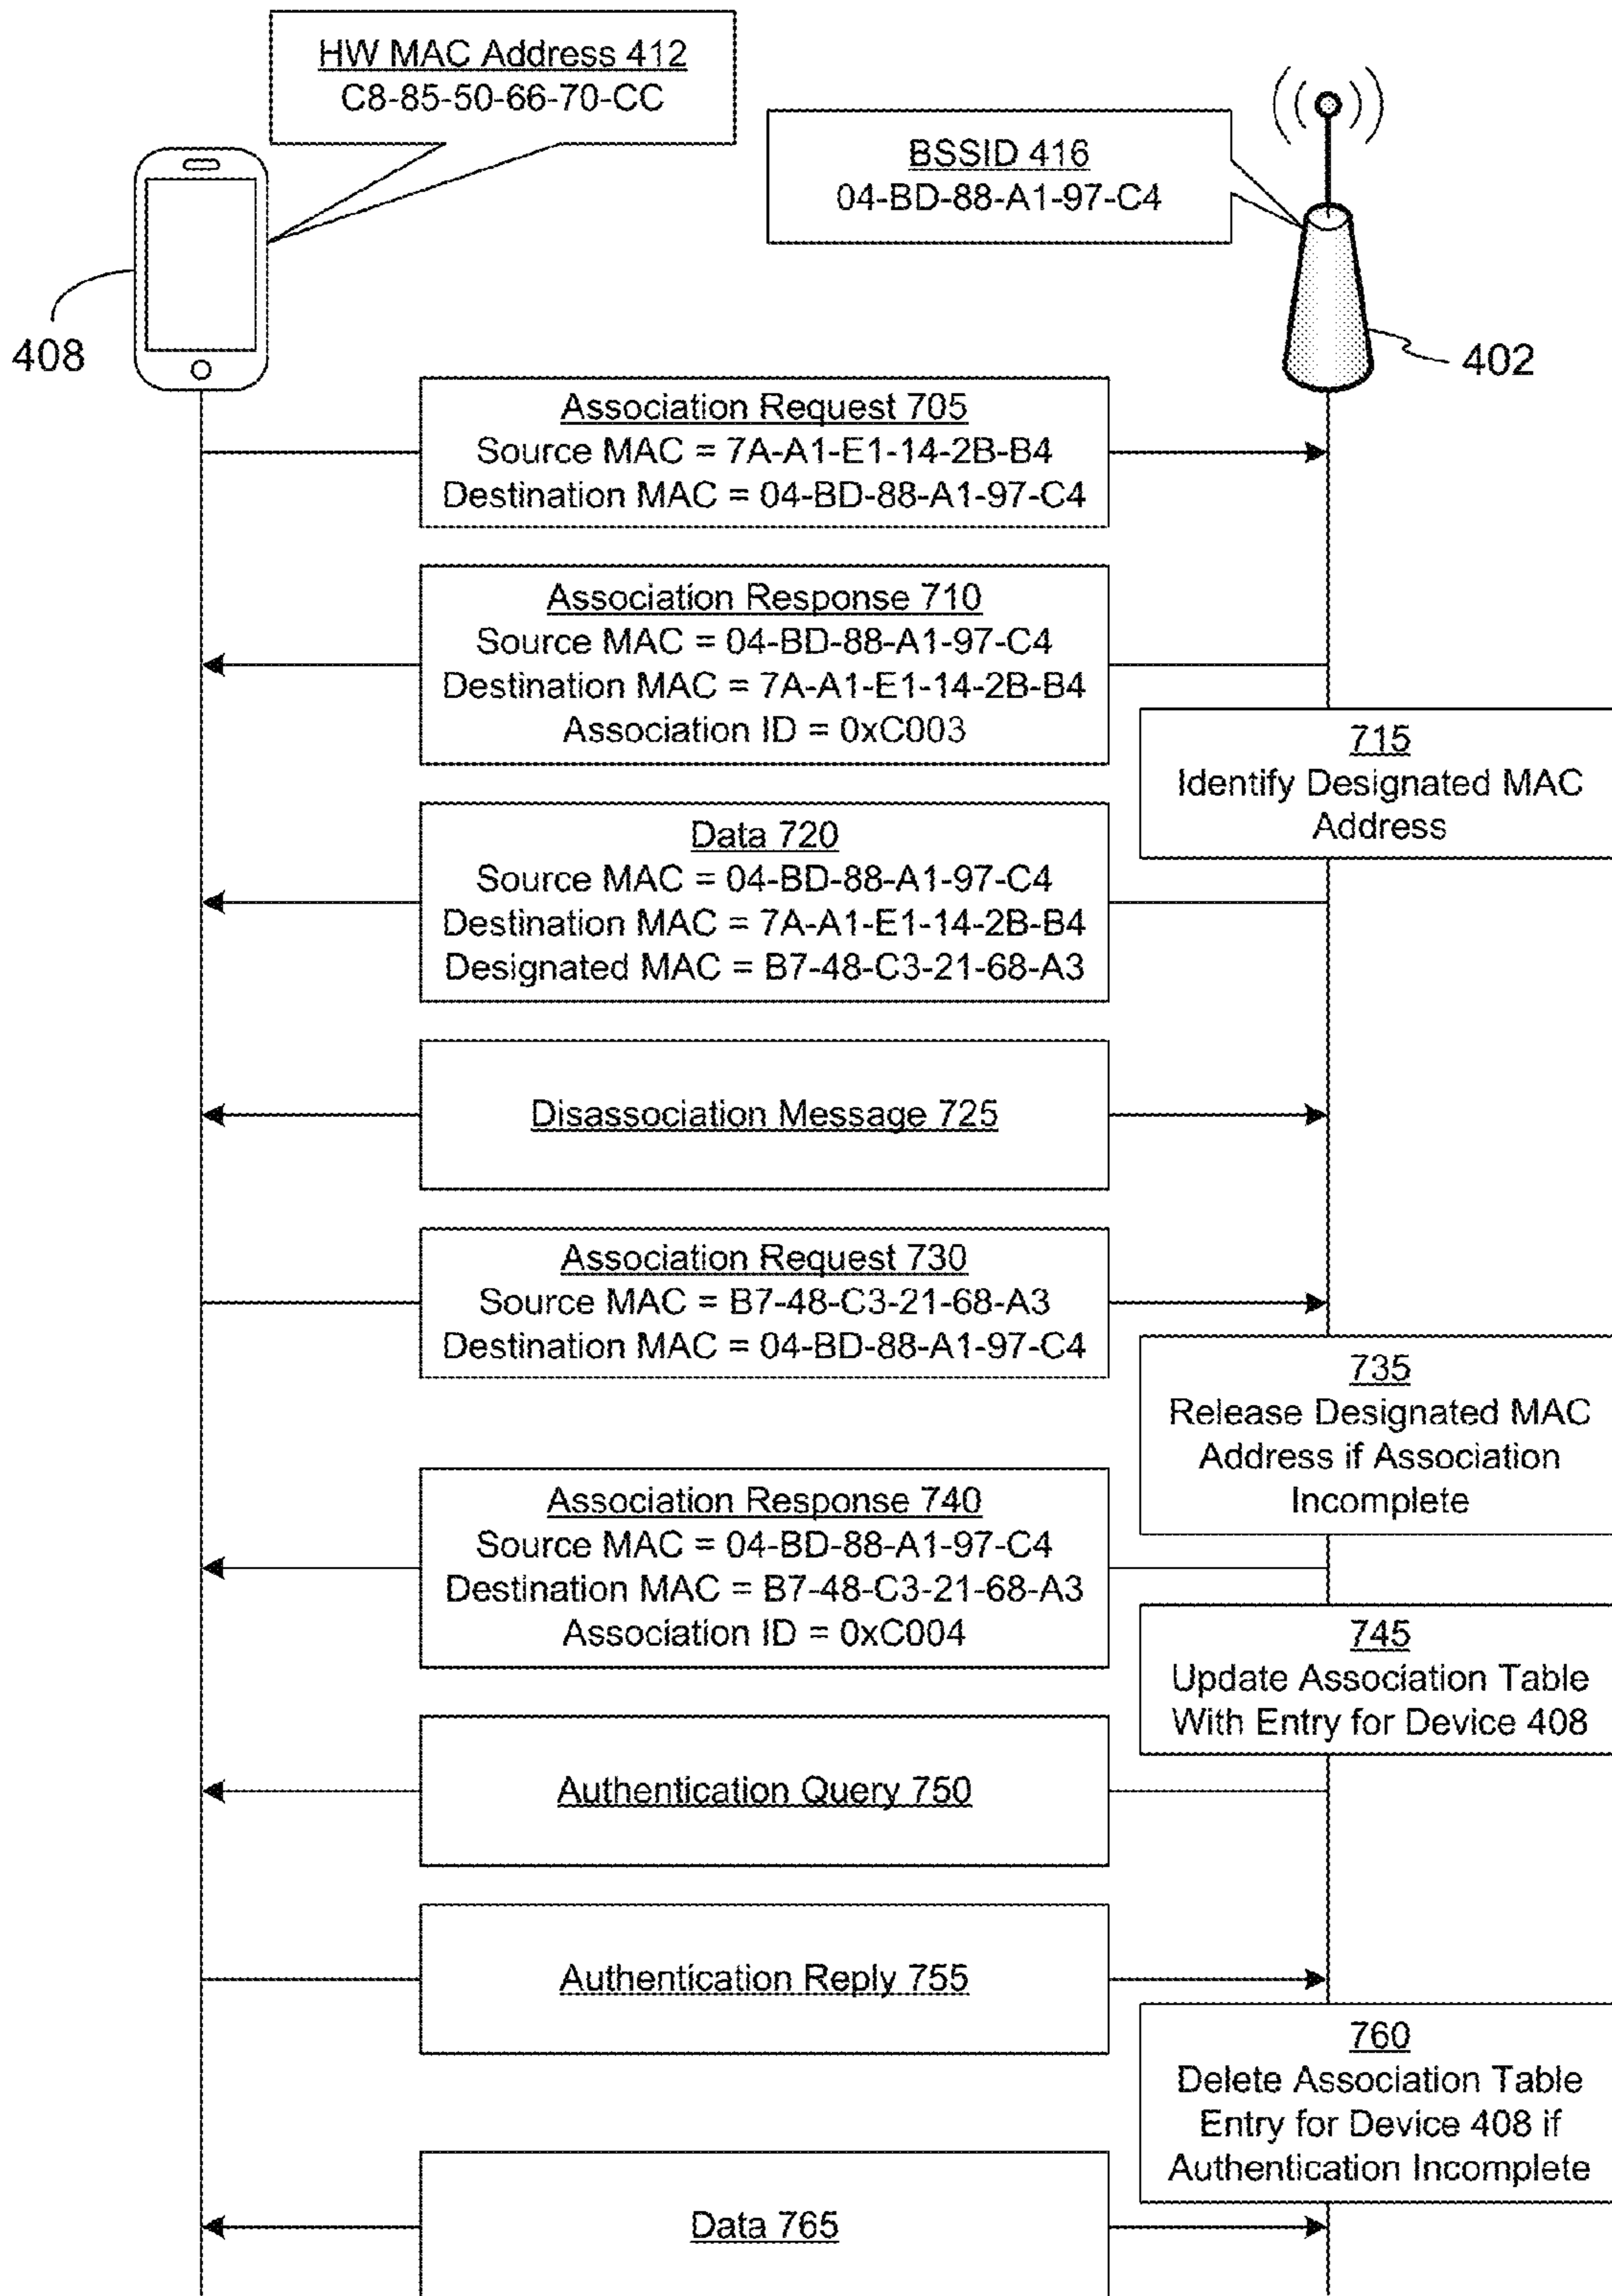 HW MAC Address 412
C8-85-50-66-70-CC
BSSID 416
04-BD-88-A1-97-C4
408
402
Association Request 705
Source MAC = 7A-A1-E1-14-2B-B4
Destination MAC = 04-BD-88-A1-97-C4
Association Response 710
Source MAC = 04-BD-88-A1-97-C4
Destination MAC = 7A-A1-E1-14-2B-B4
Association ID = 0xC003
715
Identify Designated MAC
Address
Data 720
Source MAC = 04-BD-88-A1-97-C4
Destination MAC = 7A-A1-E1-14-2B-B4
Designated MAC = B7-48-C3-21-68-A3
Disassociation Message 725
Association Request 730
Source MAC = B7-48-C3-21-68-A3
Destination MAC = 04-BD-88-A1-97-C4
735
Release Designated MAC
Address if Association
Incomplete
Association Response 740
Source MAC = 04-BD-88-A1-97-C4
Destination MAC = B7-48-C3-21-68-A3
Association ID = 0xC004
745
Update Association Table
With Entry for Device 408
Authentication Query 750
Authentication Reply 755
760
Delete Association Table
Entry for Device 408 if
Authentication Incomplete
Data 765